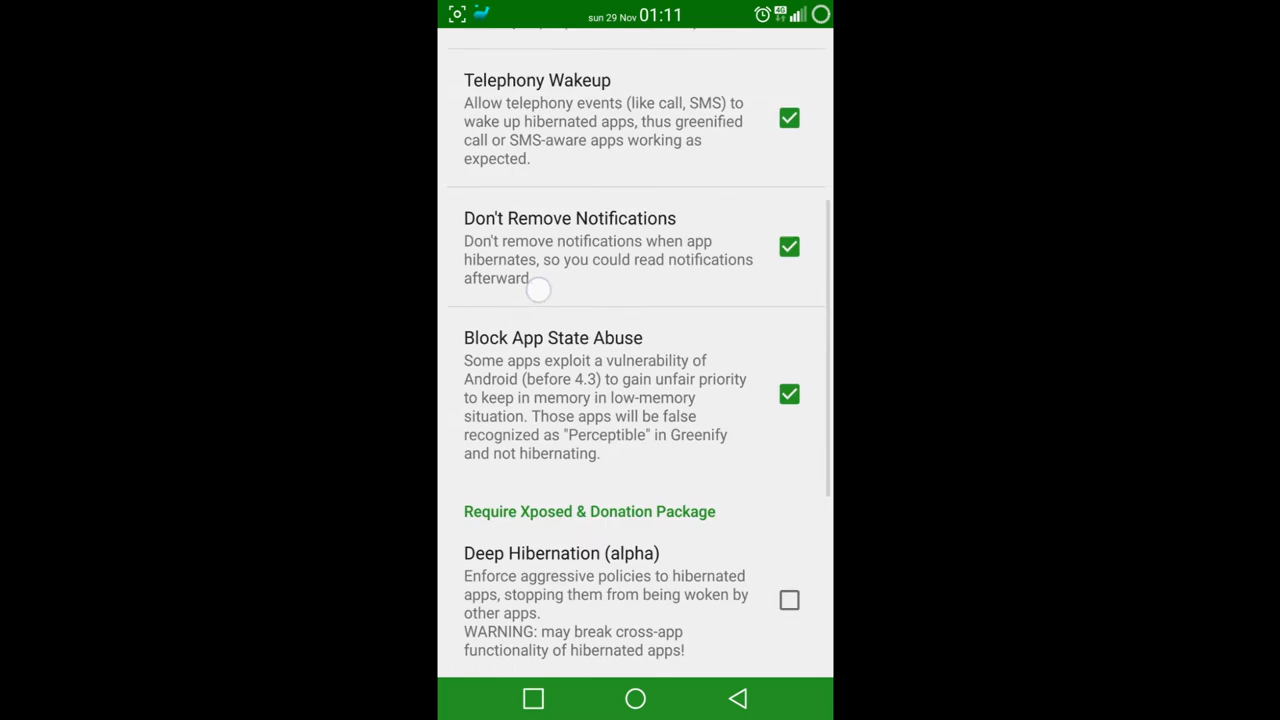 sun 29 Nov 01:11
4G
Telephony Wakeup
Allow telephony events (like call, SMS) to
wake up hibernated apps, thus greenified
call or SMS-aware apps working as
expected.
Don't Remove Notifications
Don't remove notifications when app
hibernates, so you could read notifications
afterward.
Block App State Abuse
Some apps exploit a vulnerability of
Android (before 4.3) to gain unfair priority
to keep in memory in low-memory
situation. Those apps will be false
recognized as "Perceptible" in Greenify
and not hibernating.
Require Xposed & Donation Package
Deep Hibernation (alpha)
Enforce aggressive policies to hibernated
apps, stopping them from being woken by
other apps.
WARNING: may break cross-app
functionality of hibernated apps!